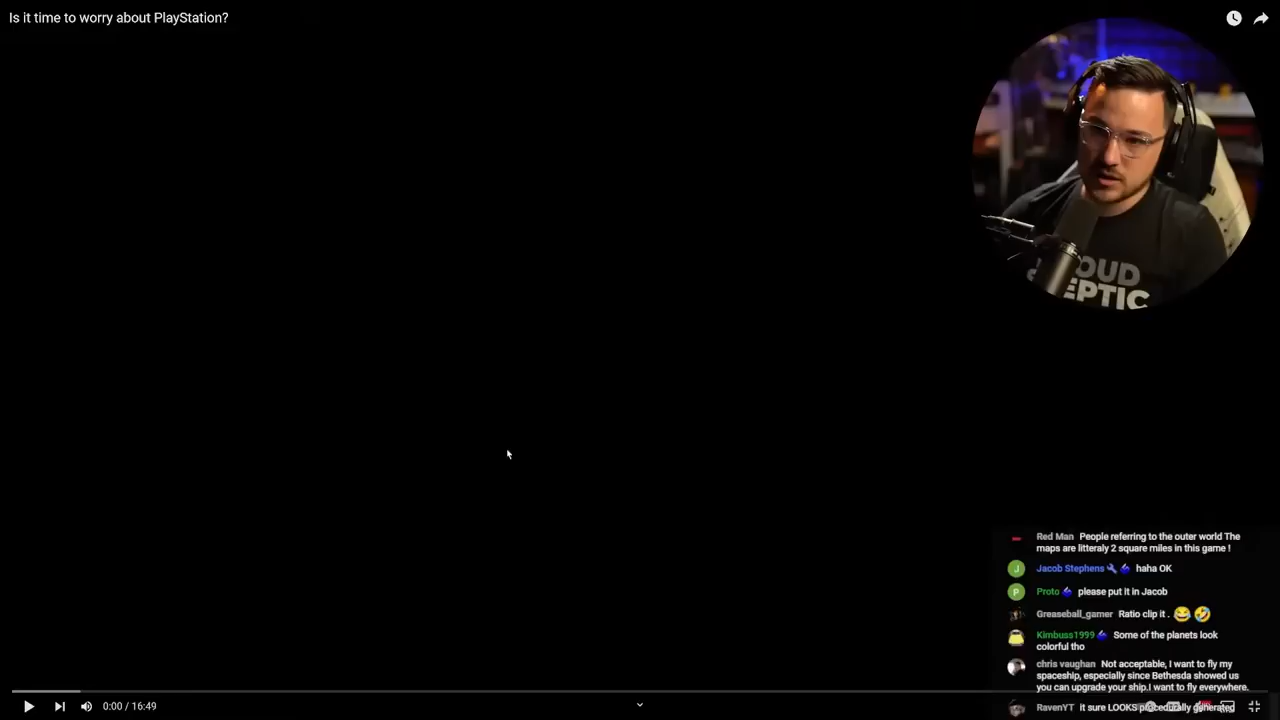 Is it time to worry about PlayStation?
OUD
EPTIC
Red Man People referring to the outer world The
maps are litteraly 2 square miles in this game !
Jacob Stephens haha OK
Proto please put it in Jacob
Greaseball_gamer Ratio clip it . 😂 🤣
Kimbuss1999 Some of the planets look
colorful tho
chris vaughan Not acceptable, I want to fly my
spaceship, especially since Bethesda showed us
you can upgrade your ship.I want to fly everywhere.
RavenYT it sure LOOKS procedurally generated
0:00 / 16:49